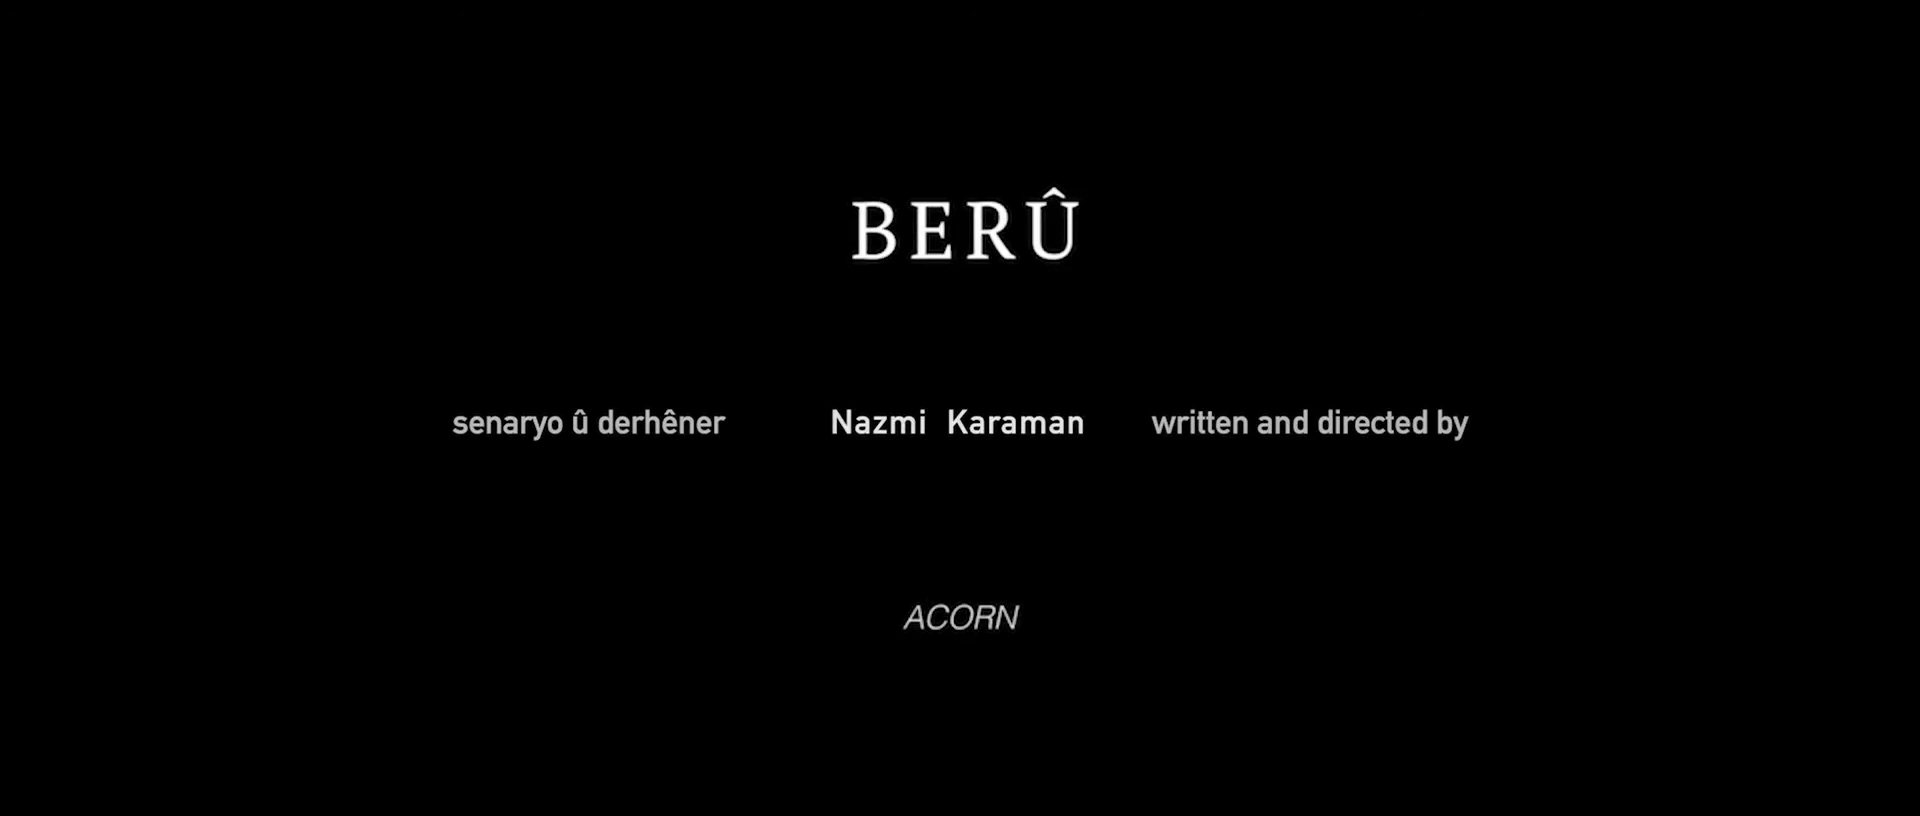 BERÛ
senaryo û derhêner Nazmi Karaman written and directed by
ACORN